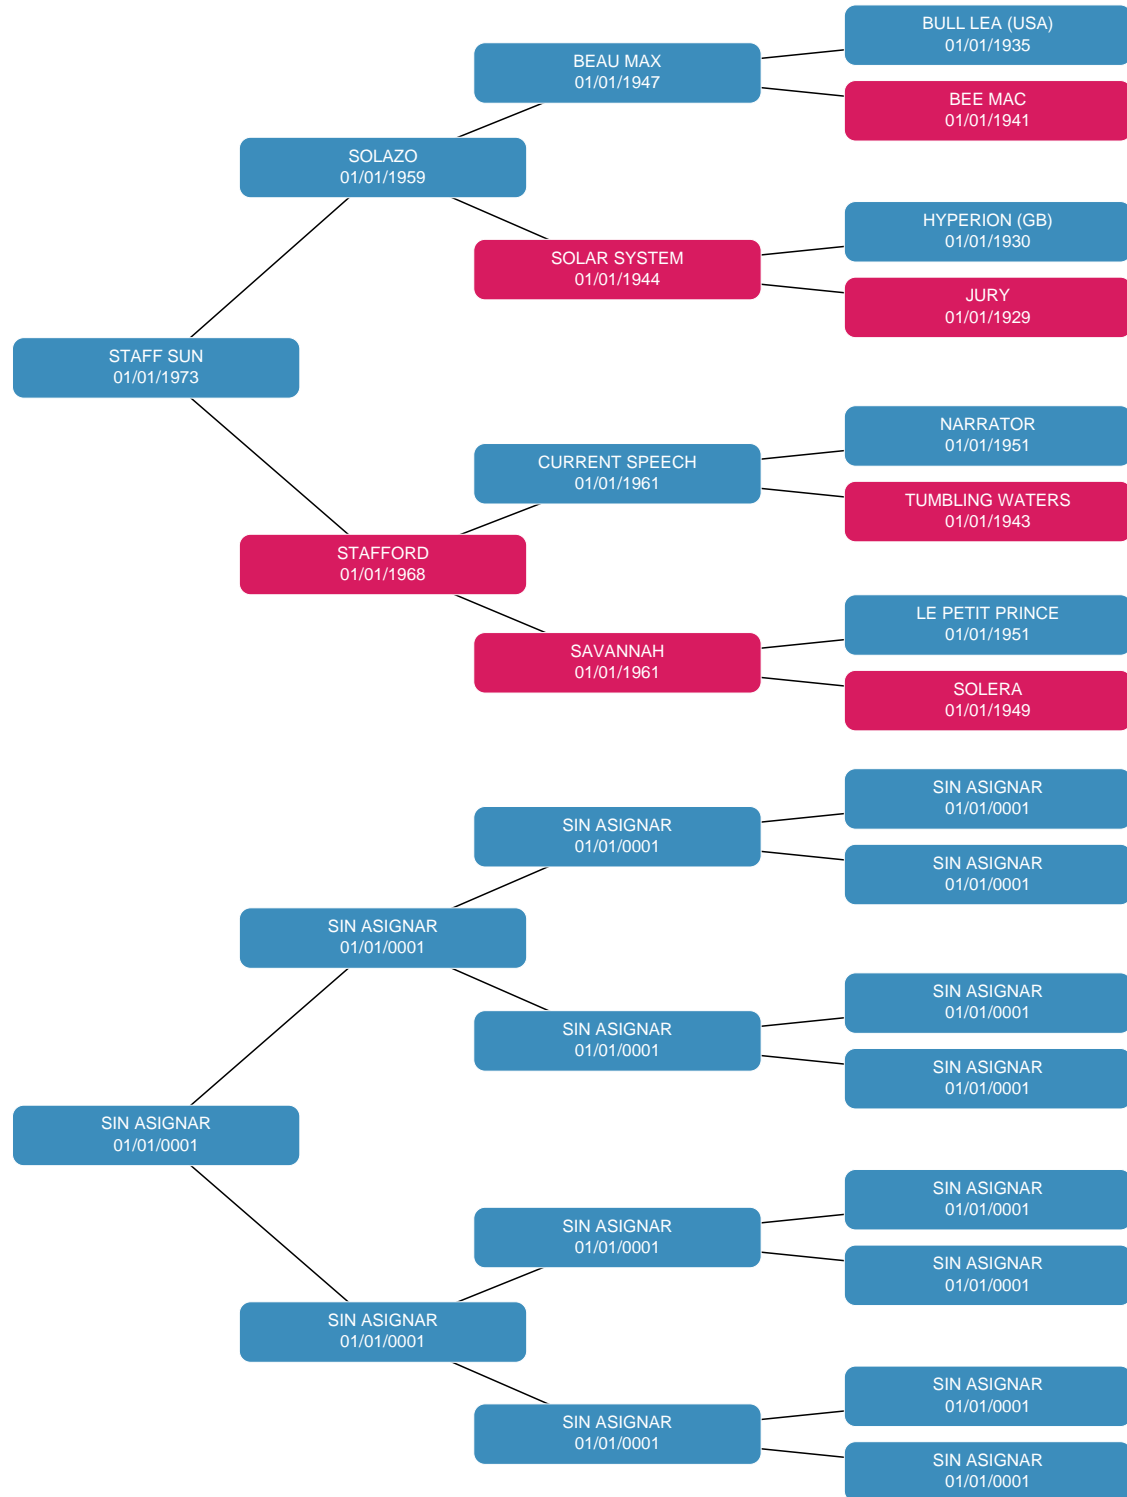 BULL LEA (USA)
01/01/1935
BEAU MAX
01/01/1947
BEE MAC
01/01/1941
SOLAZO
01/01/1959
HYPERION (GB)
01/01/1930
SOLAR SYSTEM
01/01/1944
JURY
01/01/1929
STAFF SUN
01/01/1973
NARRATOR
01/01/1951
CURRENT SPEECH
01/01/1961
TUMBLING WATERS
01/01/1943
STAFFORD
01/01/1968
LE PETIT PRINCE
01/01/1951
SAVANNAH
01/01/1961
SOLERA
01/01/1949
SIN ASIGNAR
01/01/0001
SIN ASIGNAR
01/01/0001
SIN ASIGNAR
01/01/0001
SIN ASIGNAR
01/01/0001
SIN ASIGNAR
01/01/0001
SIN ASIGNAR
01/01/0001
SIN ASIGNAR
01/01/0001
SIN ASIGNAR
01/01/0001
SIN ASIGNAR
01/01/0001
SIN ASIGNAR
01/01/0001
SIN ASIGNAR
01/01/0001
SIN ASIGNAR
01/01/0001
SIN ASIGNAR
01/01/0001
SIN ASIGNAR
01/01/0001
SIN ASIGNAR
01/01/0001